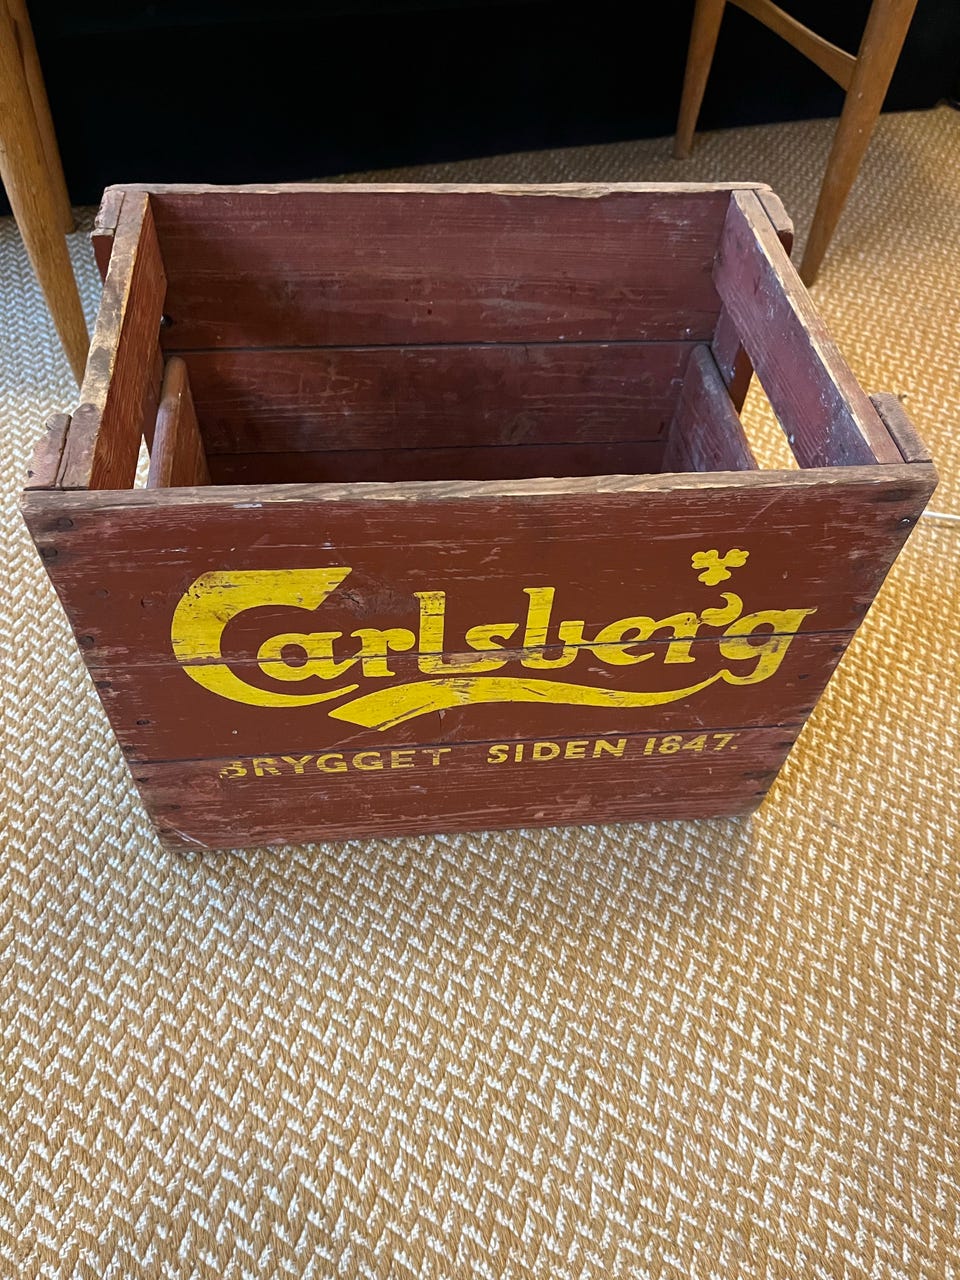 Carlsberg
BRYGGET SIDEN 1847.